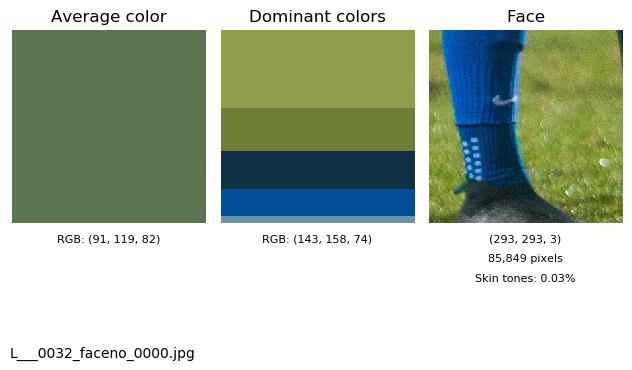 Average color
Dominant colors
Face
RGB: (91, 119, 82)
RGB: (143, 158, 74)
(293, 293, 3)
85,849 pixels
Skin tones: 0.03%
L___0032_faceno_0000.jpg